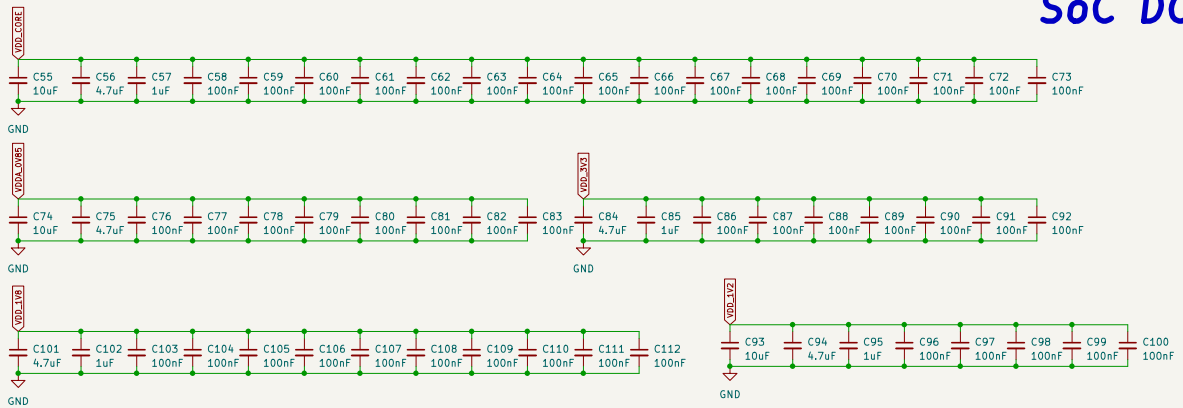 SoC DC
VDD_CORE
C55 C56 C57 C58 C59 C60 C61 C62 C63 C64 C65 C66 C67 C68 C69 C70 C71 C72 C73
10uF 4.7uF 1uF 100nF 100nF 100nF 100nF 100nF 100nF 100nF 100nF 100nF 100nF 100nF 100nF 100nF 100nF 100nF 100nF
GND
VDDA_0V85 VDD_3V3
C74 C75 C76 C77 C78 C79 C80 C81 C82 C83 C84 C85 C86 C87 C88 C89 C90 C91 C92
10uF 4.7uF 100nF 100nF 100nF 100nF 100nF 100nF 100nF 100nF 4.7uF 1uF 100nF 100nF 100nF 100nF 100nF 100nF 100nF
GND GND
VDD_1V8 VDD_1V2
C101 C102 C103 C104 C105 C106 C107 C108 C109 C110 C111 C112
4.7uF 1uF 100nF 100nF 100nF 100nF 100nF 100nF 100nF 100nF 100nF 100nF
C93 C94 C95 C96 C97 C98 C99 C100
10uF 4.7uF 1uF 100nF 100nF 100nF 100nF 100nF
GND GND